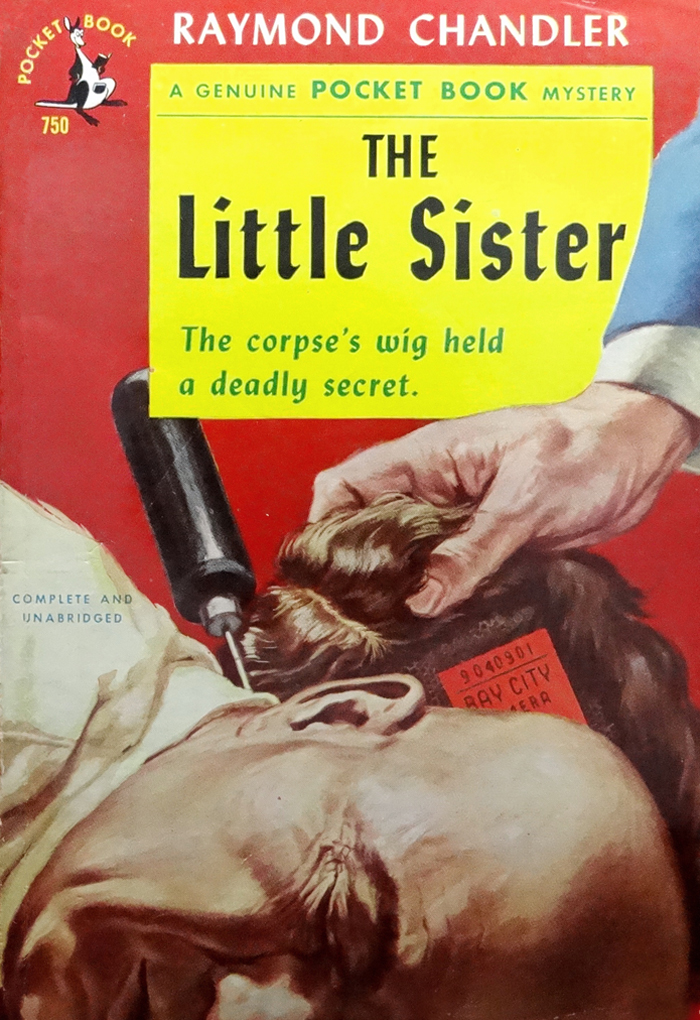 POCKET BOOK
750
RAYMOND CHANDLER
A GENUINE POCKET BOOK MYSTERY
THE
Little Sister
The corpse's wig held
a deadly secret.
COMPLETE AND
UNABRIDGED
9040901
BAY CITY